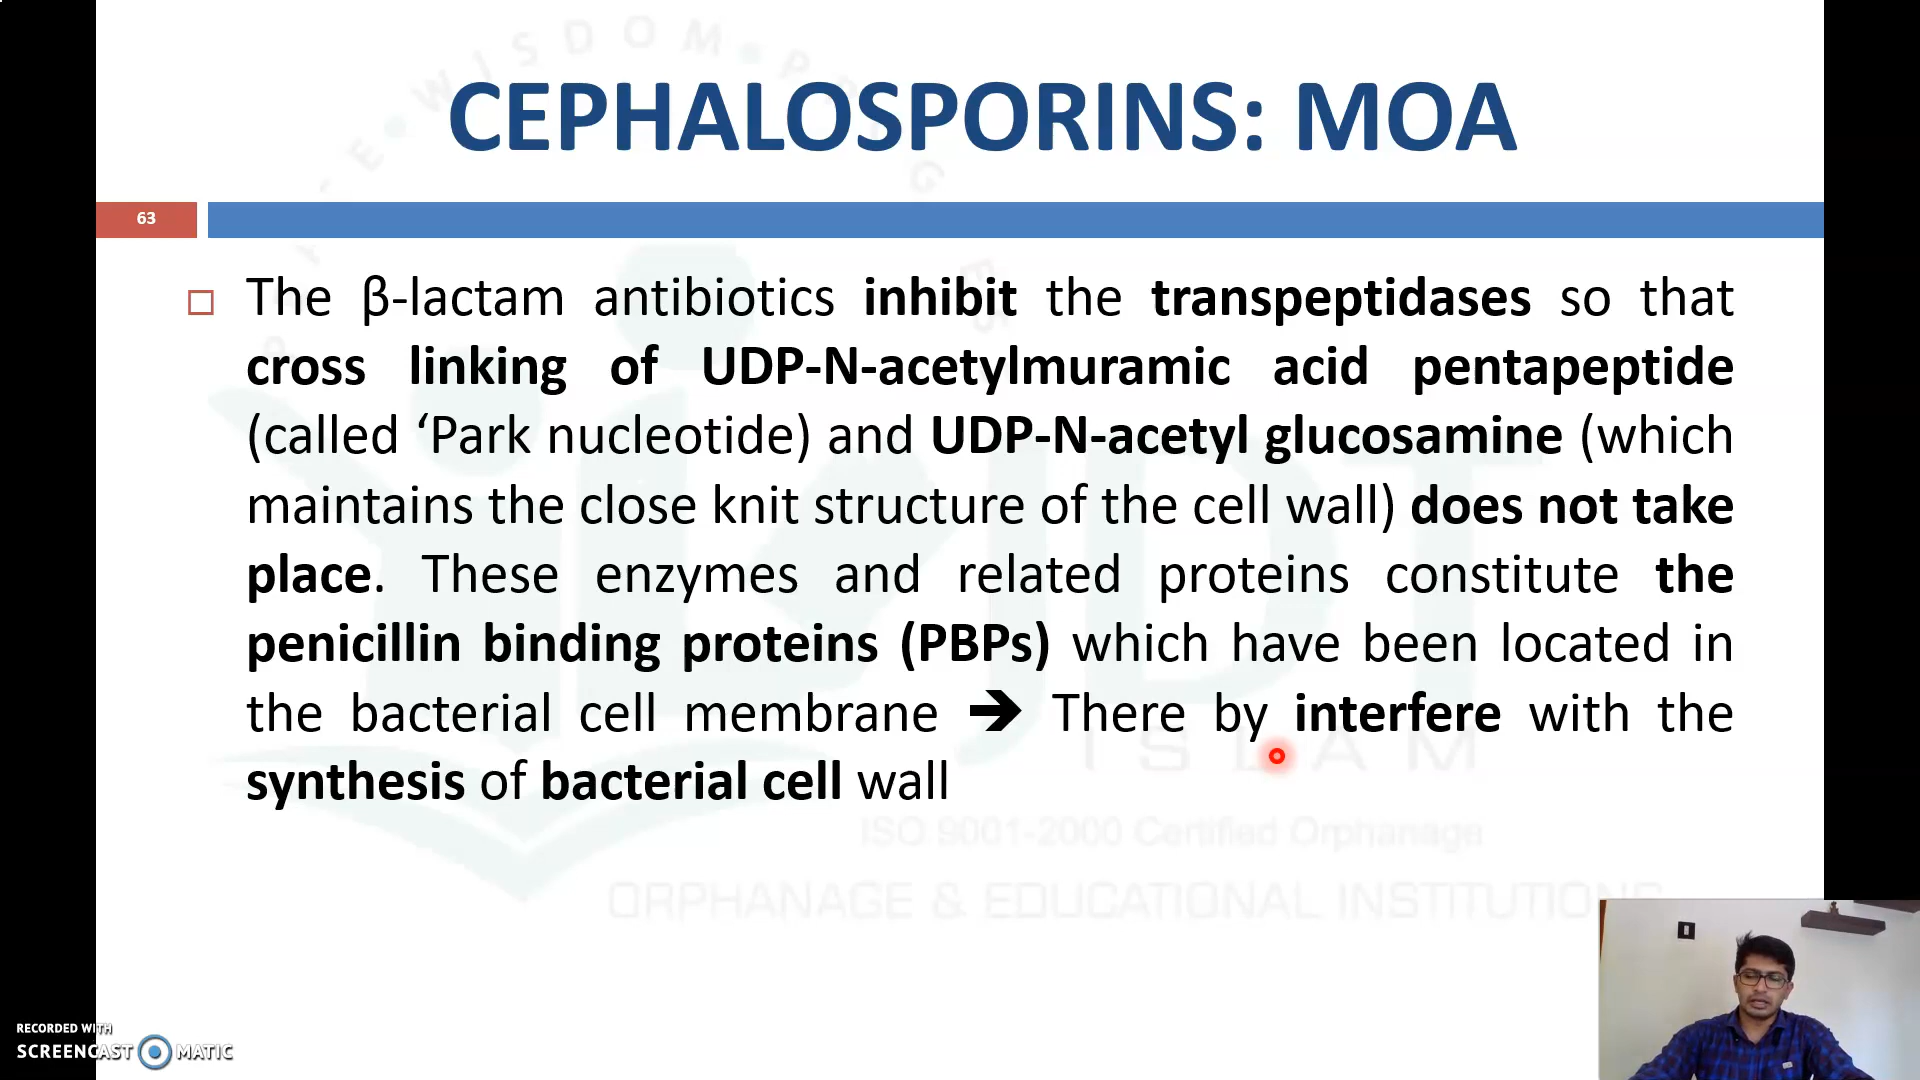 WISDOM
CEPHALOSPORINS: MOA
63
The β-lactam antibiotics inhibit the transpeptidases so that
cross linking of UDP-N-acetylmuramic acid pentapeptide
(called ‘Park nucleotide) and UDP-N-acetyl glucosamine (which
maintains the close knit structure of the cell wall) does not take
place. These enzymes and related proteins constitute the
penicillin binding proteins (PBPs) which have been located in
the bacterial cell membrane ➔ There by interfere with the
synthesis of bacterial cell wall
JDT
ISLAM
ISO 9001-2000 Certified Orphanage
ORPHANAGE & EDUCATIONAL INSTITUTIONS
RECORDED WITH
SCREENCAST MATIC